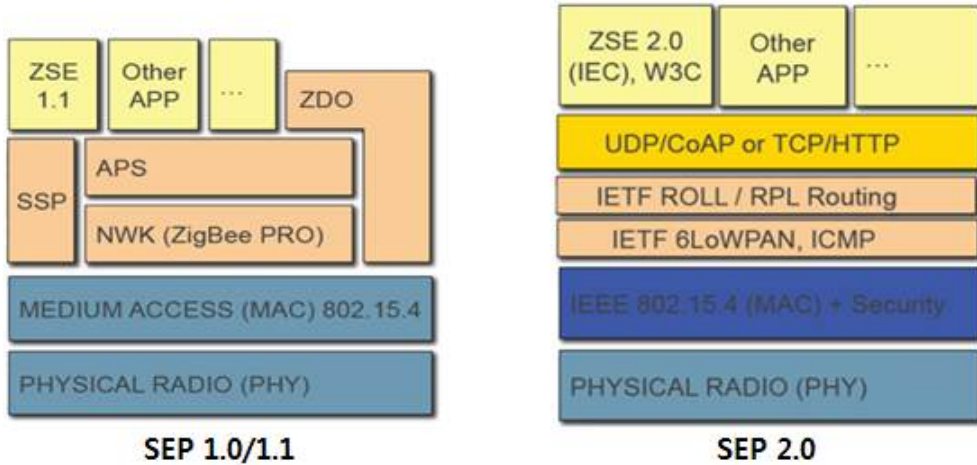 ZSE
1.1
Other
APP
...
ZDO
SSP
APS
NWK (ZigBee PRO)
MEDIUM ACCESS (MAC) 802.15.4
PHYSICAL RADIO (PHY)
SEP 1.0/1.1
ZSE 2.0
(IEC), W3C
Other
APP
...
UDP/CoAP or TCP/HTTP
IETF ROLL / RPL Routing
IETF 6LoWPAN, ICMP
IEEE 802.15.4 (MAC) + Security
PHYSICAL RADIO (PHY)
SEP 2.0